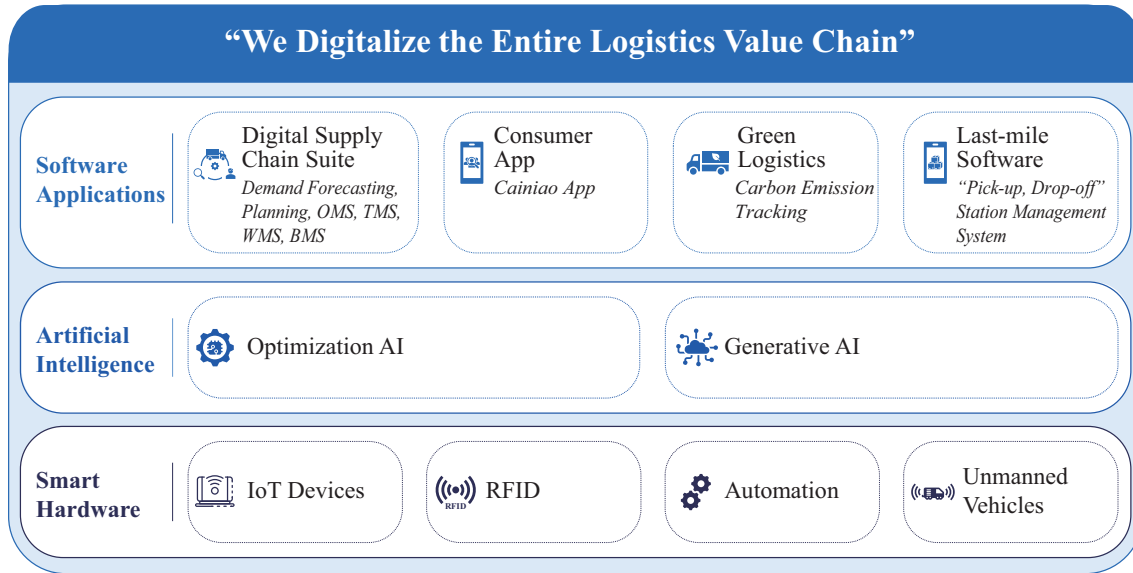 “We Digitalize the Entire Logistics Value Chain”
Software
Applications
Digital Supply
Chain Suite
Demand Forecasting,
Planning, OMS, TMS,
WMS, BMS
Consumer
App
Cainiao App
Green
Logistics
Carbon Emission
Tracking
Last-mile
Software
“Pick-up, Drop-off”
Station Management
System
Artificial
Intelligence
Optimization AI
Generative AI
Smart
Hardware
IoT Devices
RFID
RFID
Automation
Unmanned
Vehicles